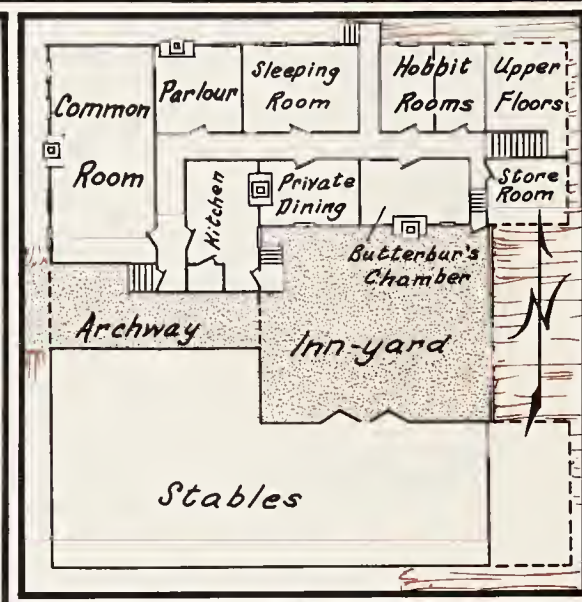 Common
Room
Parlour
Sleeping
Room
Hobbit
Rooms
Upper
Floors
Kitchen
Private
Dining
Butterbur's
Chamber
Store
Room
Archway
Inn-yard
N
Stables